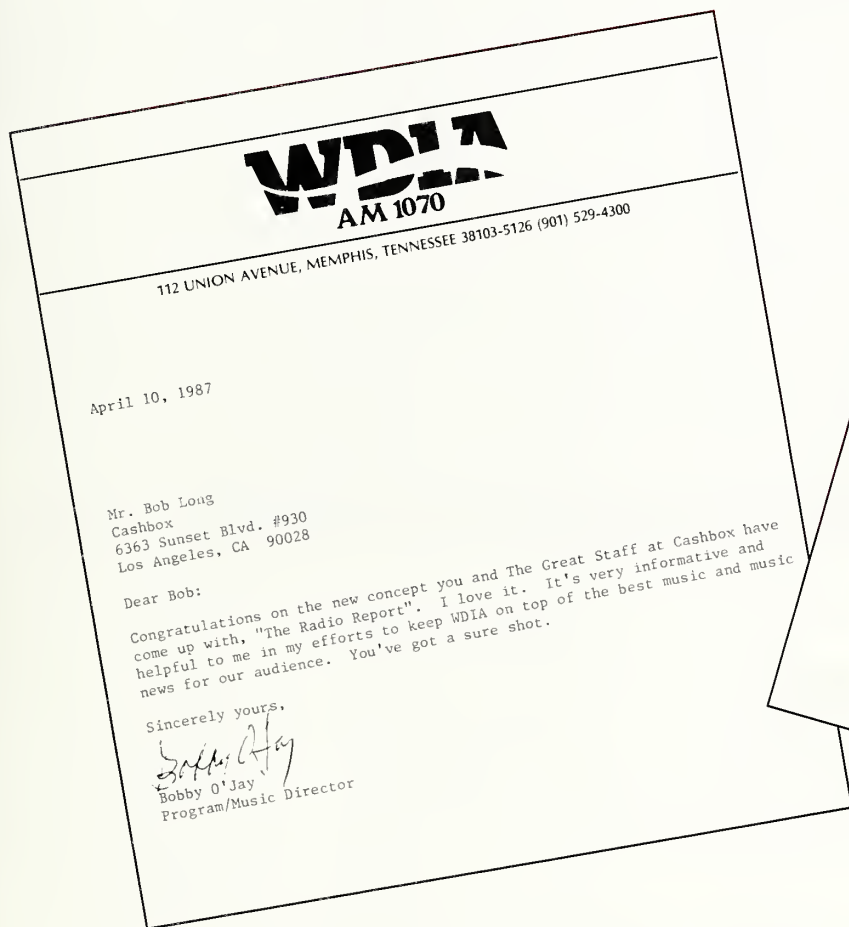 WDIA
AM 1070
112 UNION AVENUE, MEMPHIS, TENNESSEE 38103-5126 (901) 529-4300
April 10, 1987
Mr. Bob Long
Cashbox
6363 Sunset Blvd. #930
Los Angeles, CA 90028
Dear Bob:
Congratulations on the new concept you and The Great Staff at Cashbox have
come up with, "The Radio Report". I love it. It's very informative and
helpful to me in my efforts to keep WDIA on top of the best music and music
news for our audience. You've got a sure shot.
Sincerely yours,
Bobby O'Jay
Bobby O'Jay
Program/Music Director